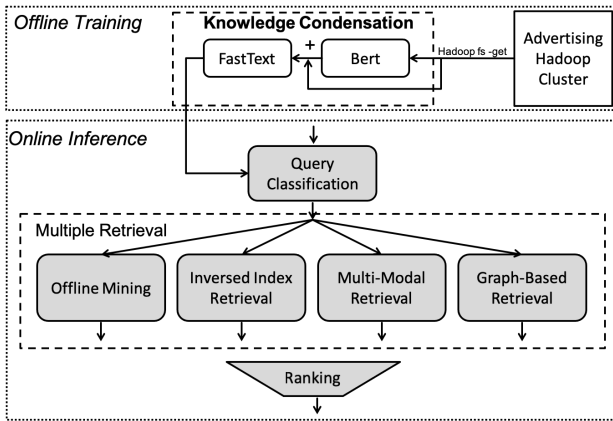 Offline Training
Knowledge Condensation
FastText
+
Bert
Hadoop fs -get
Advertising
Hadoop
Cluster
Online Inference
Query
Classification
Multiple Retrieval
Offline Mining
Inversed Index
Retrieval
Multi-Modal
Retrieval
Graph-Based
Retrieval
Ranking